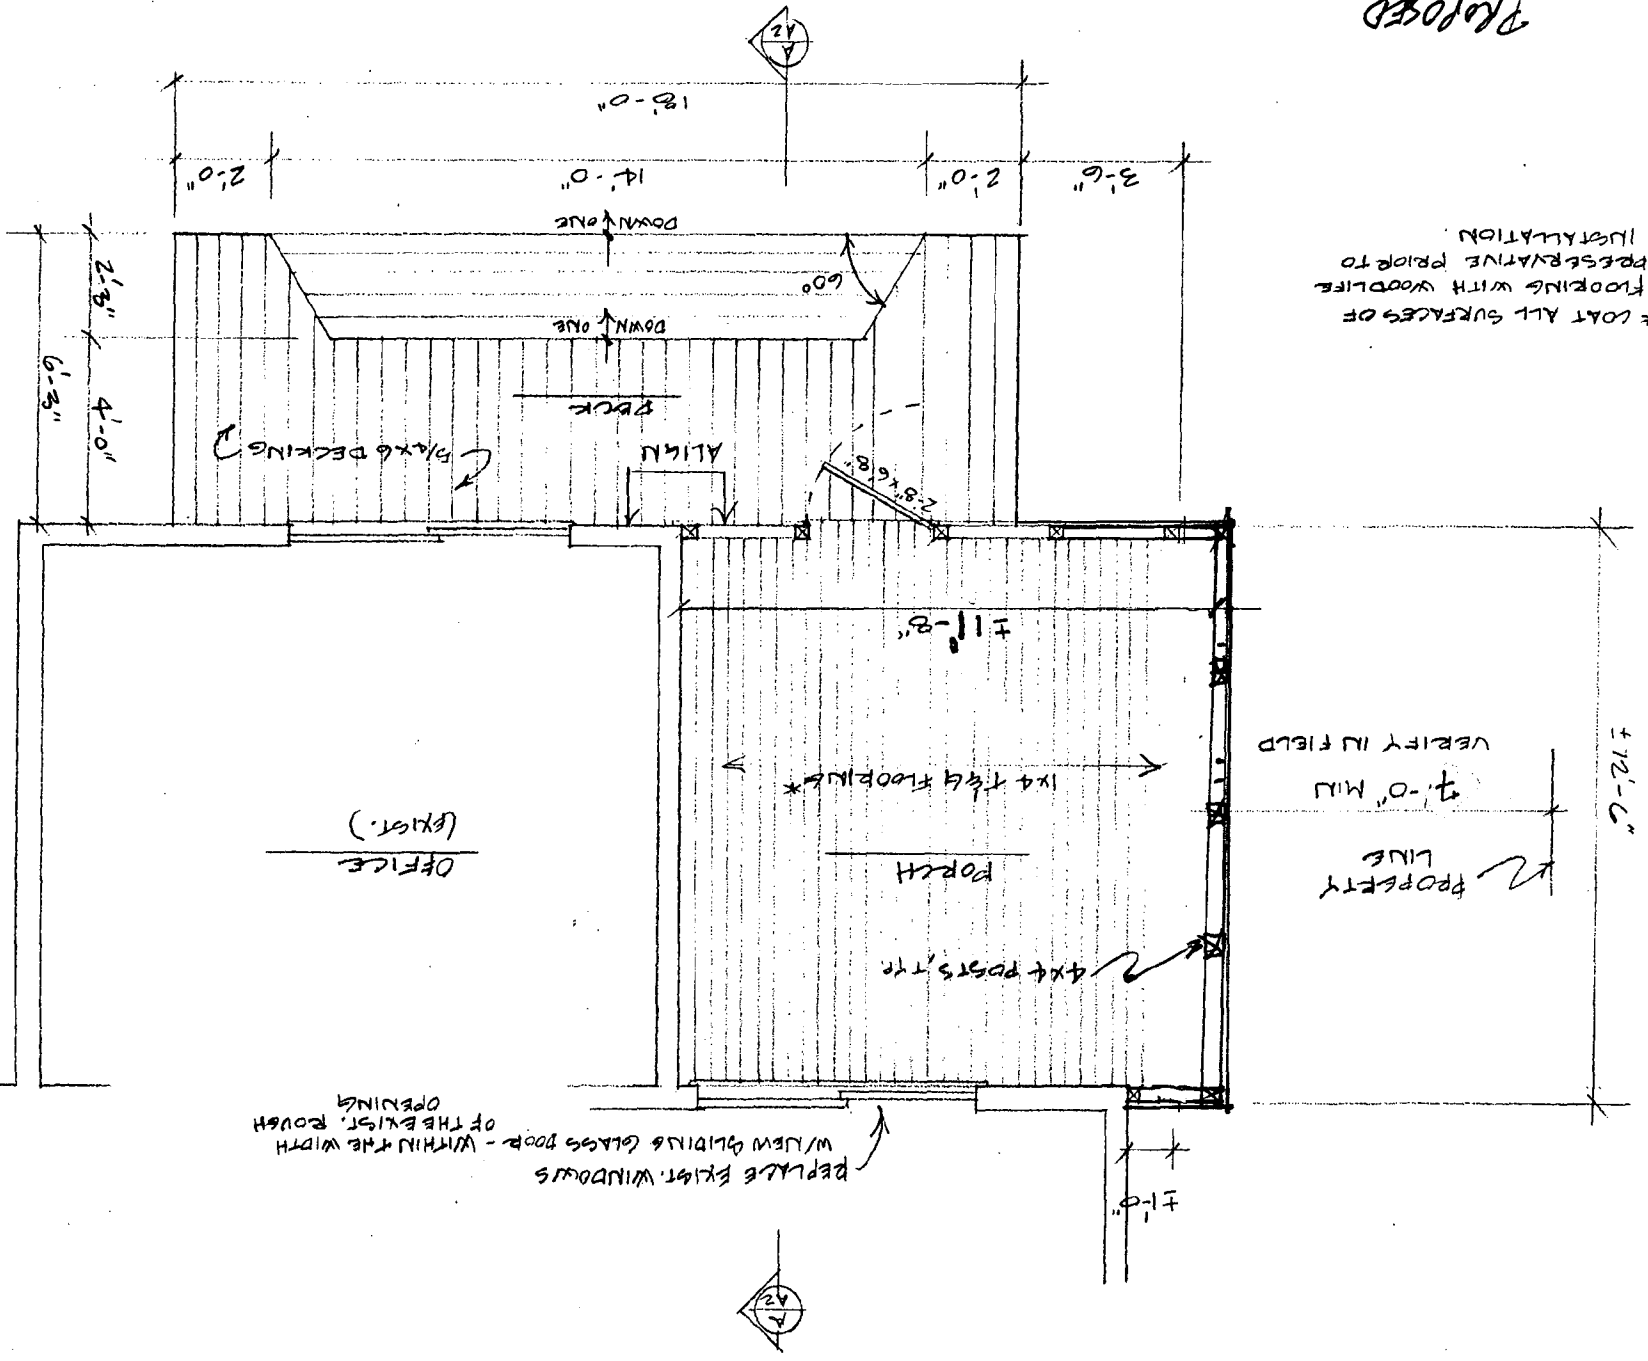 A
A2
±1'-0"
REPLACE EXIST. WINDOWS
W/ NEW SLIDING GLASS DOOR - WITHIN THE WIDTH
OF THE EXIST. ROUGH
OPENING
4x4 POSTS, TYP.
PROPERTY
LINE
7'-0" MIN
VERIFY IN FIELD
±12'-6"
PORCH
1x4 T&G FLOORING *
OFFICE
(EXIST.)
±11'-8"
2'-8" x 6'-8"
ALIGN
5/4x6 DECKING
DECK
4'-0"
6'-3"
2'-3"
DOWN ONE
60°
DOWN ONE
COAT ALL SURFACES OF
FLOORING WITH WOODLIFE
PRESERVATIVE PRIOR TO
INSTALLATION.
3'-6"
2'-0"
14'-0"
2'-0"
18'-0"
A
A2
PROPOSED